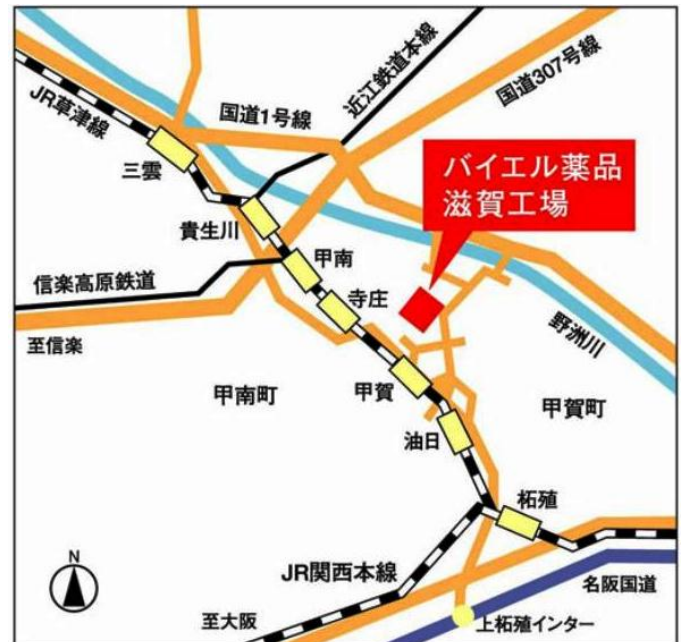 JR草津線
国道1号線
近江鉄道本線
国道307号線
三雲
バイエル薬品
滋賀工場
貴生川
甲南
信楽高原鉄道
寺庄
至信楽
野洲川
甲南町
甲賀
甲賀町
油日
柘植
JR関西本線
N
名阪国道
至大阪
上柘植インター